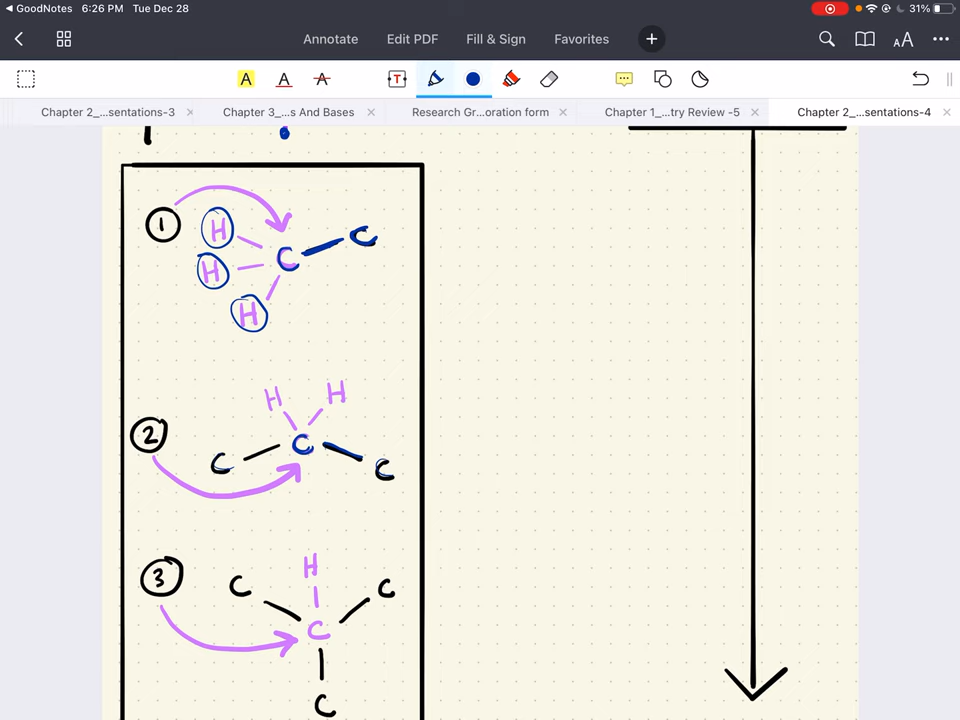 GoodNotes 6:26 PM Tue Dec 28 31%
Annotate Edit PDF Fill & Sign Favorites
AA
A A A T
Chapter 2_...sentations-3 Chapter 3_...s And Bases Research Gr...oration form Chapter 1_...try Review -5 Chapter 2_...sentations-4
1 H C
H C
H
H H
2 C
C C
H
3 C C
C
C